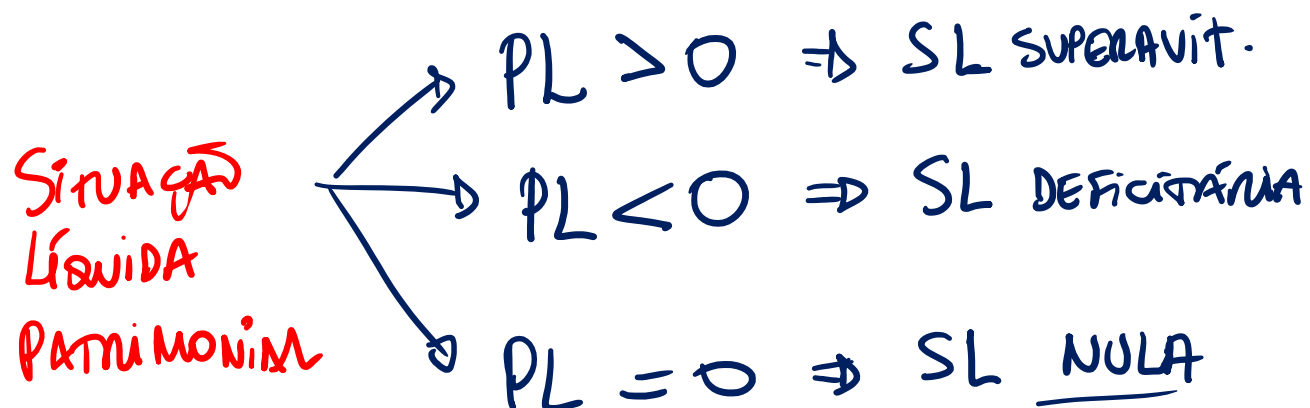 SITUAÇÃO
LÍQUIDA
PATRIMONIAL
PL > 0 ⇒ SL SUPERAVIT.
PL < 0 ⇒ SL DEFICITÁRIA
PL = 0 ⇒ SL NULA